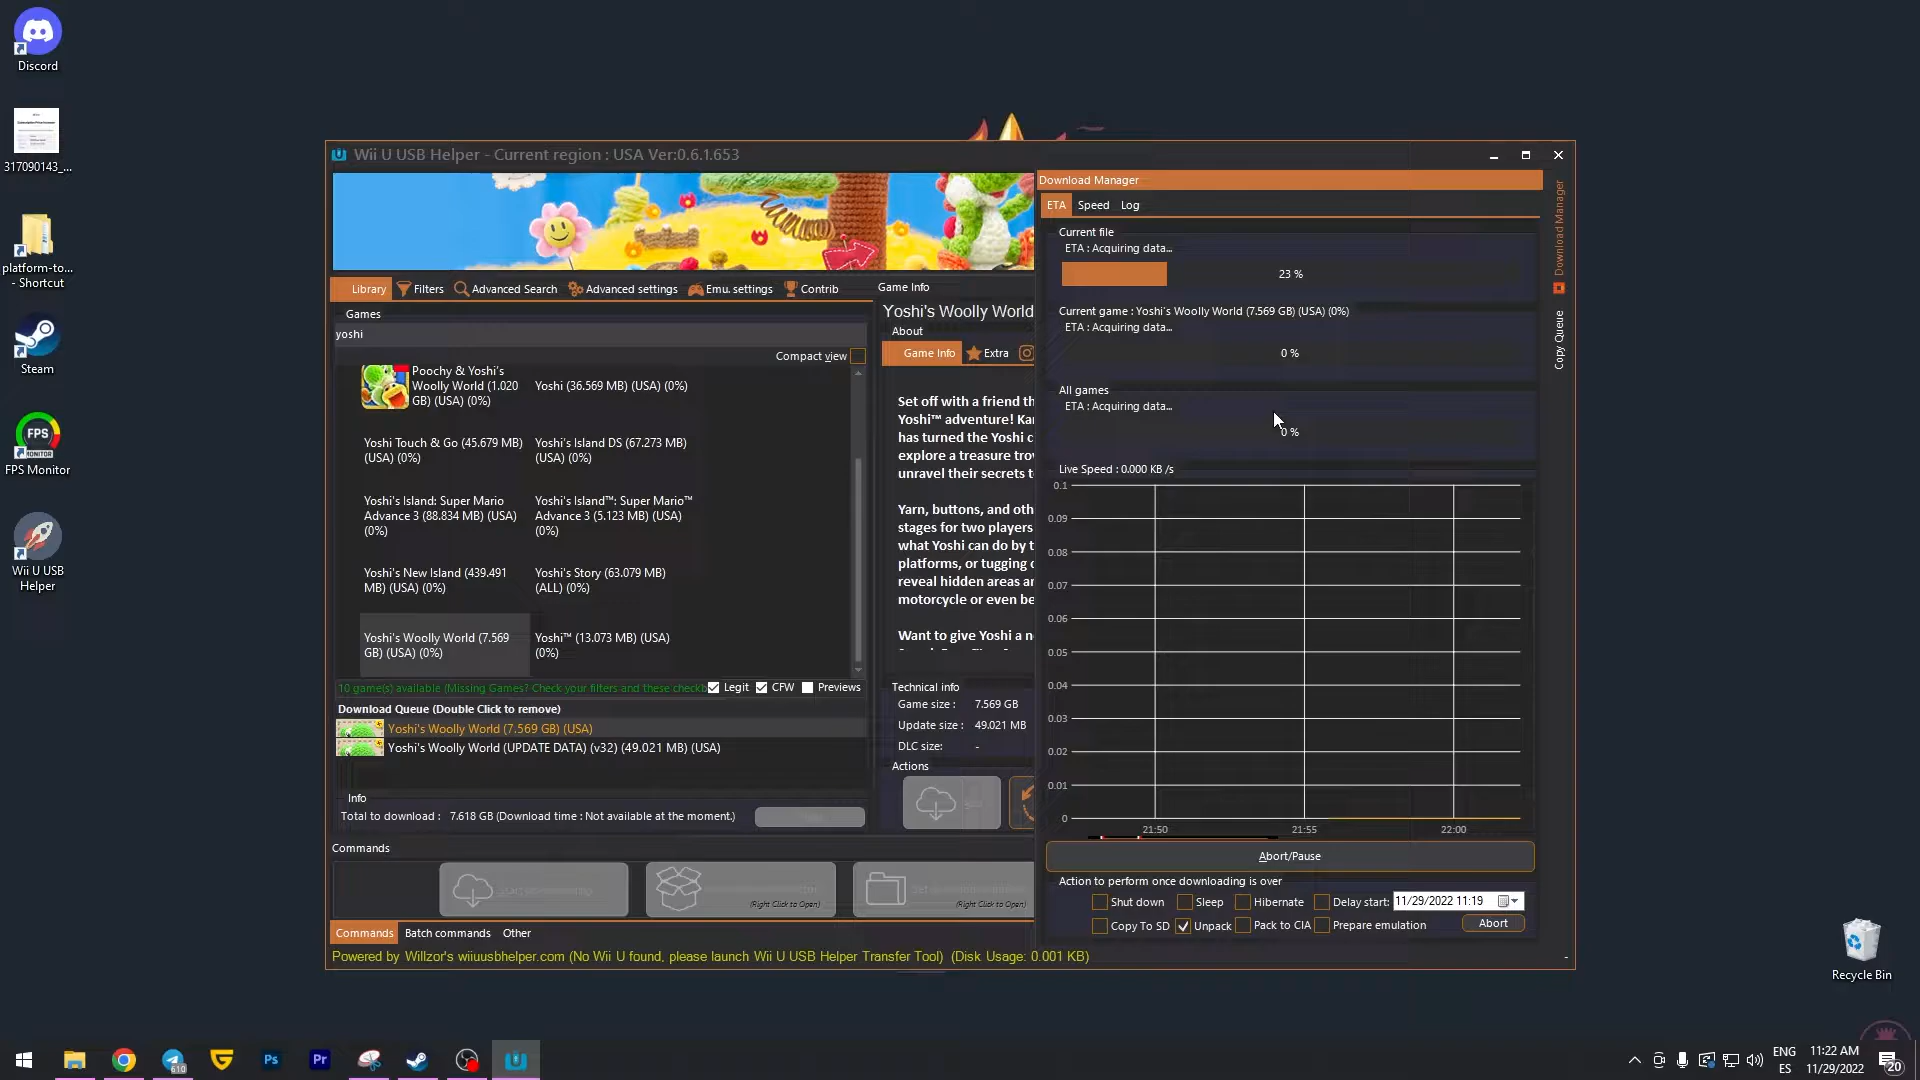 Discord
317090143_...
platform-to...
- Shortcut
Steam
FPS
MONITOR
FPS Monitor
Wii U USB
Helper
Wii U USB Helper - Current region : USA Ver:0.6.1.653
Library
Filters
Advanced Search
Advanced settings
Emu. settings
Contrib
Games
yoshi
Compact view
Poochy & Yoshi's
Woolly World (1.020
GB) (USA) (0%)
Yoshi (36.569 MB) (USA) (0%)
Yoshi Touch & Go (45.679 MB)
(USA) (0%)
Yoshi's Island DS (67.273 MB)
(USA) (0%)
Yoshi's Island: Super Mario
Advance 3 (88.834 MB) (USA)
(0%)
Yoshi's Island™: Super Mario™
Advance 3 (5.123 MB) (USA)
(0%)
Yoshi's New Island (439.491
MB) (USA) (0%)
Yoshi's Story (63.079 MB)
(ALL) (0%)
Yoshi's Woolly World (7.569
GB) (USA) (0%)
Yoshi™ (13.073 MB) (USA)
(0%)
10 game(s) available (Missing Games? Check your filters and these checkb
Legit
CFW
Previews
Download Queue (Double Click to remove)
Yoshi's Woolly World (7.569 GB) (USA)
Yoshi's Woolly World (UPDATE DATA) (v32) (49.021 MB) (USA)
Info
Total to download : 7.618 GB (Download time : Not available at the moment.)
Commands
(Right Click to Open)
(Right Click to Open)
Commands
Batch commands
Other
Powered by Willzor's wiiuusbhelper.com (No Wii U found, please launch Wii U USB Helper Transfer Tool) (Disk Usage: 0.001 KB)
Game Info
Yoshi's Woolly World
About
Game Info
Extra
Set off with a friend th
Yoshi™ adventure! Kar
has turned the Yoshi c
explore a treasure trov
unravel their secrets t
Yarn, buttons, and oth
stages for two players
what Yoshi can do by t
platforms, or tugging o
reveal hidden areas ar
motorcycle or even be
Want to give Yoshi a n
Technical info
Game size : 7.569 GB
Update size : 49.021 MB
DLC size: -
Actions
Download Manager
ETA
Speed
Log
Current file
ETA : Acquiring data...
23 %
Current game : Yoshi's Woolly World (7.569 GB) (USA) (0%)
ETA : Acquiring data...
0 %
All games
ETA : Acquiring data...
0 %
Live Speed : 0.000 KB /s
0.1
0.09
0.08
0.07
0.06
0.05
0.04
0.03
0.02
0.01
0
21:50
21:55
22:00
Abort/Pause
Action to perform once downloading is over
Shut down
Sleep
Hibernate
Delay start:
11/29/2022 11:19
Copy To SD
Unpack
Pack to CIA
Prepare emulation
Abort
Download Manager
Copy Queue
Recycle Bin
610
Ps
Pr
ENG
ES
11:22 AM
11/29/2022
20